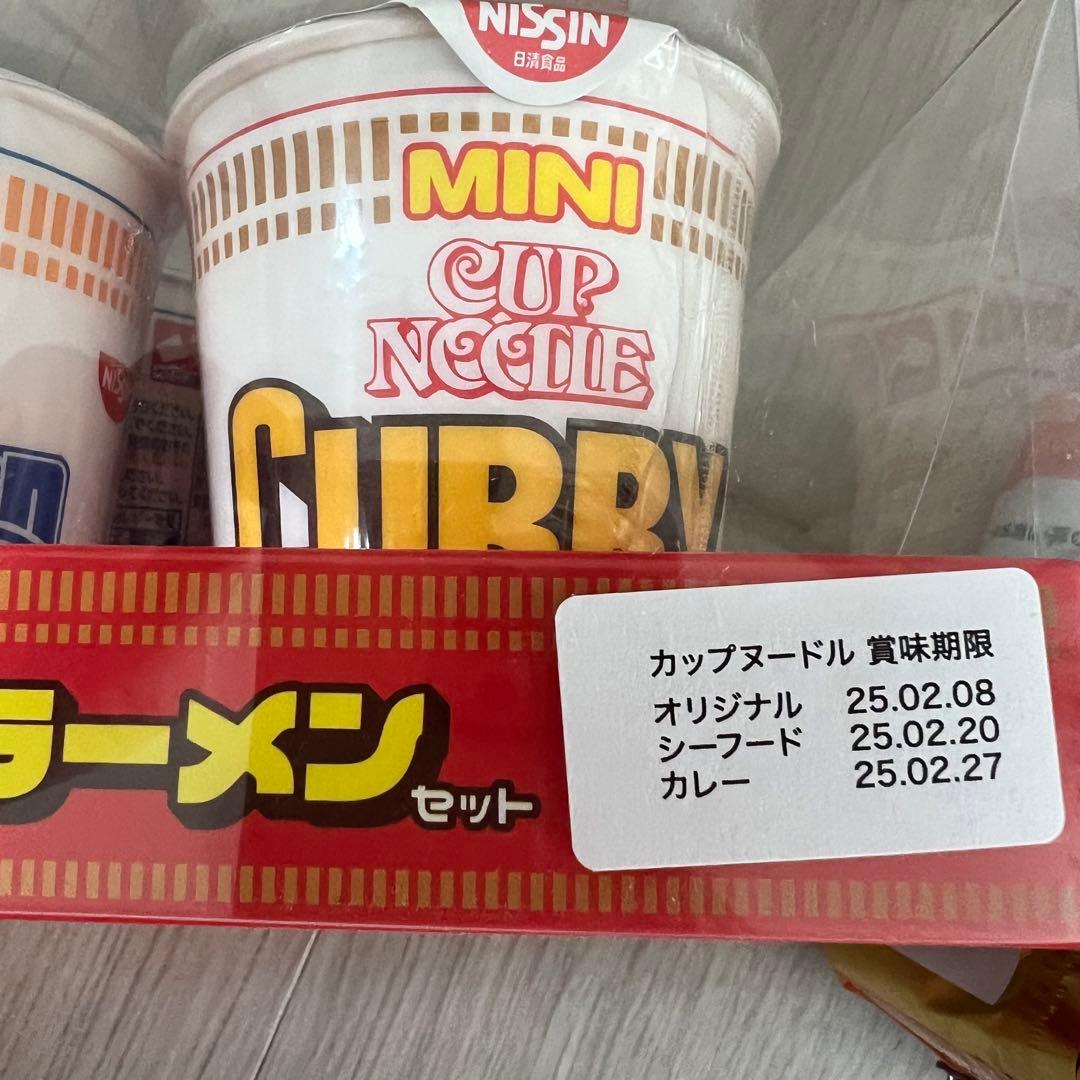 NISSIN
日清食品
MINI
CUP
NOODLE
CURRY
NISSIN
ラーメン
セット
カップヌードル 賞味期限
オリジナル 25.02.08
シーフード 25.02.20
カレー 25.02.27